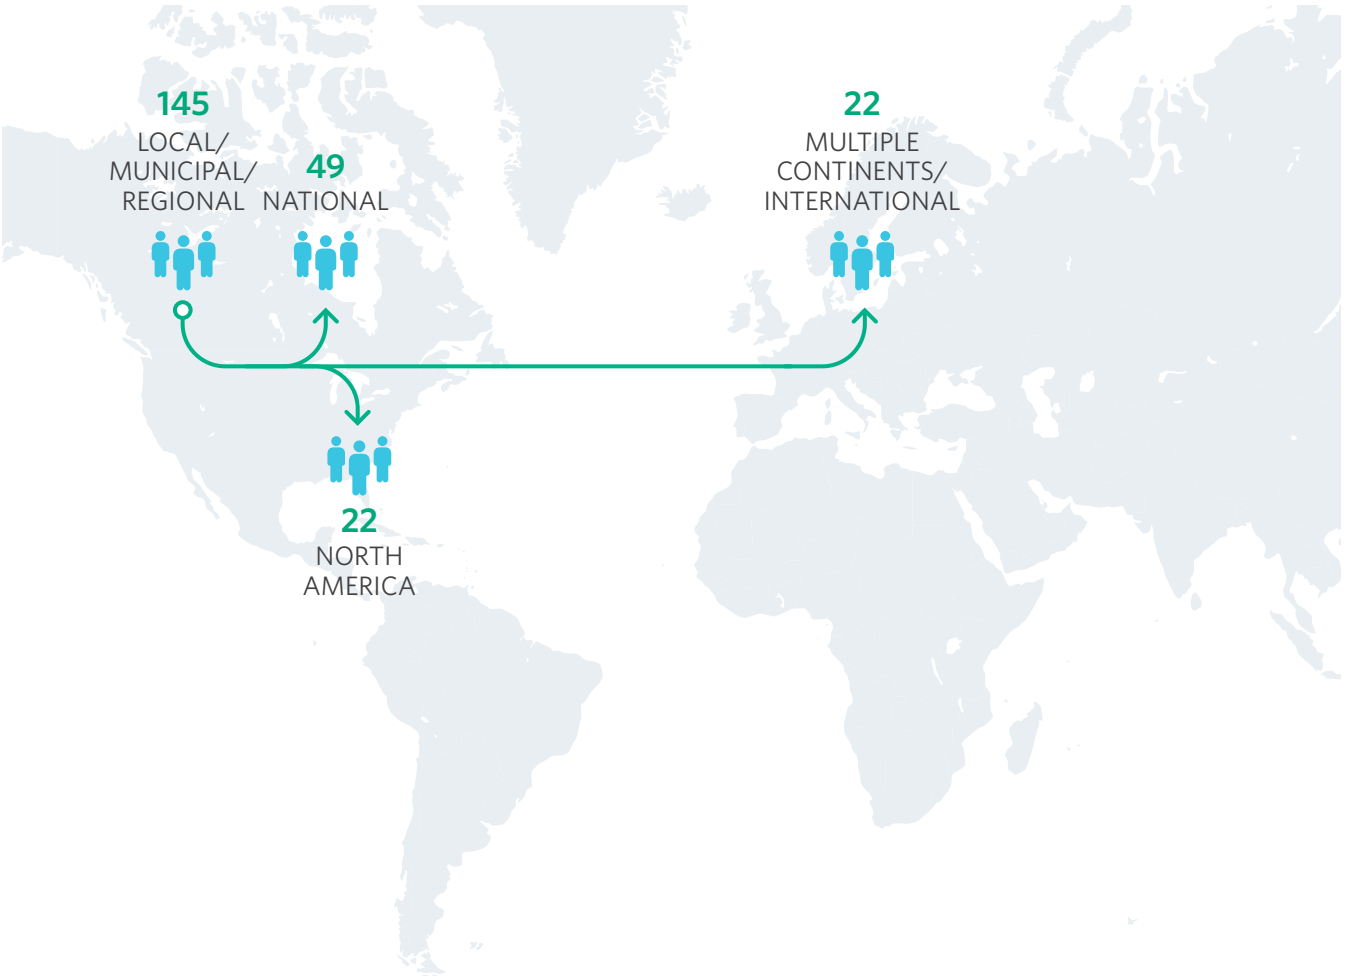 145
LOCAL/
MUNICIPAL/
REGIONAL
49
NATIONAL
22
MULTIPLE
CONTINENTS/
INTERNATIONAL
22
NORTH
AMERICA